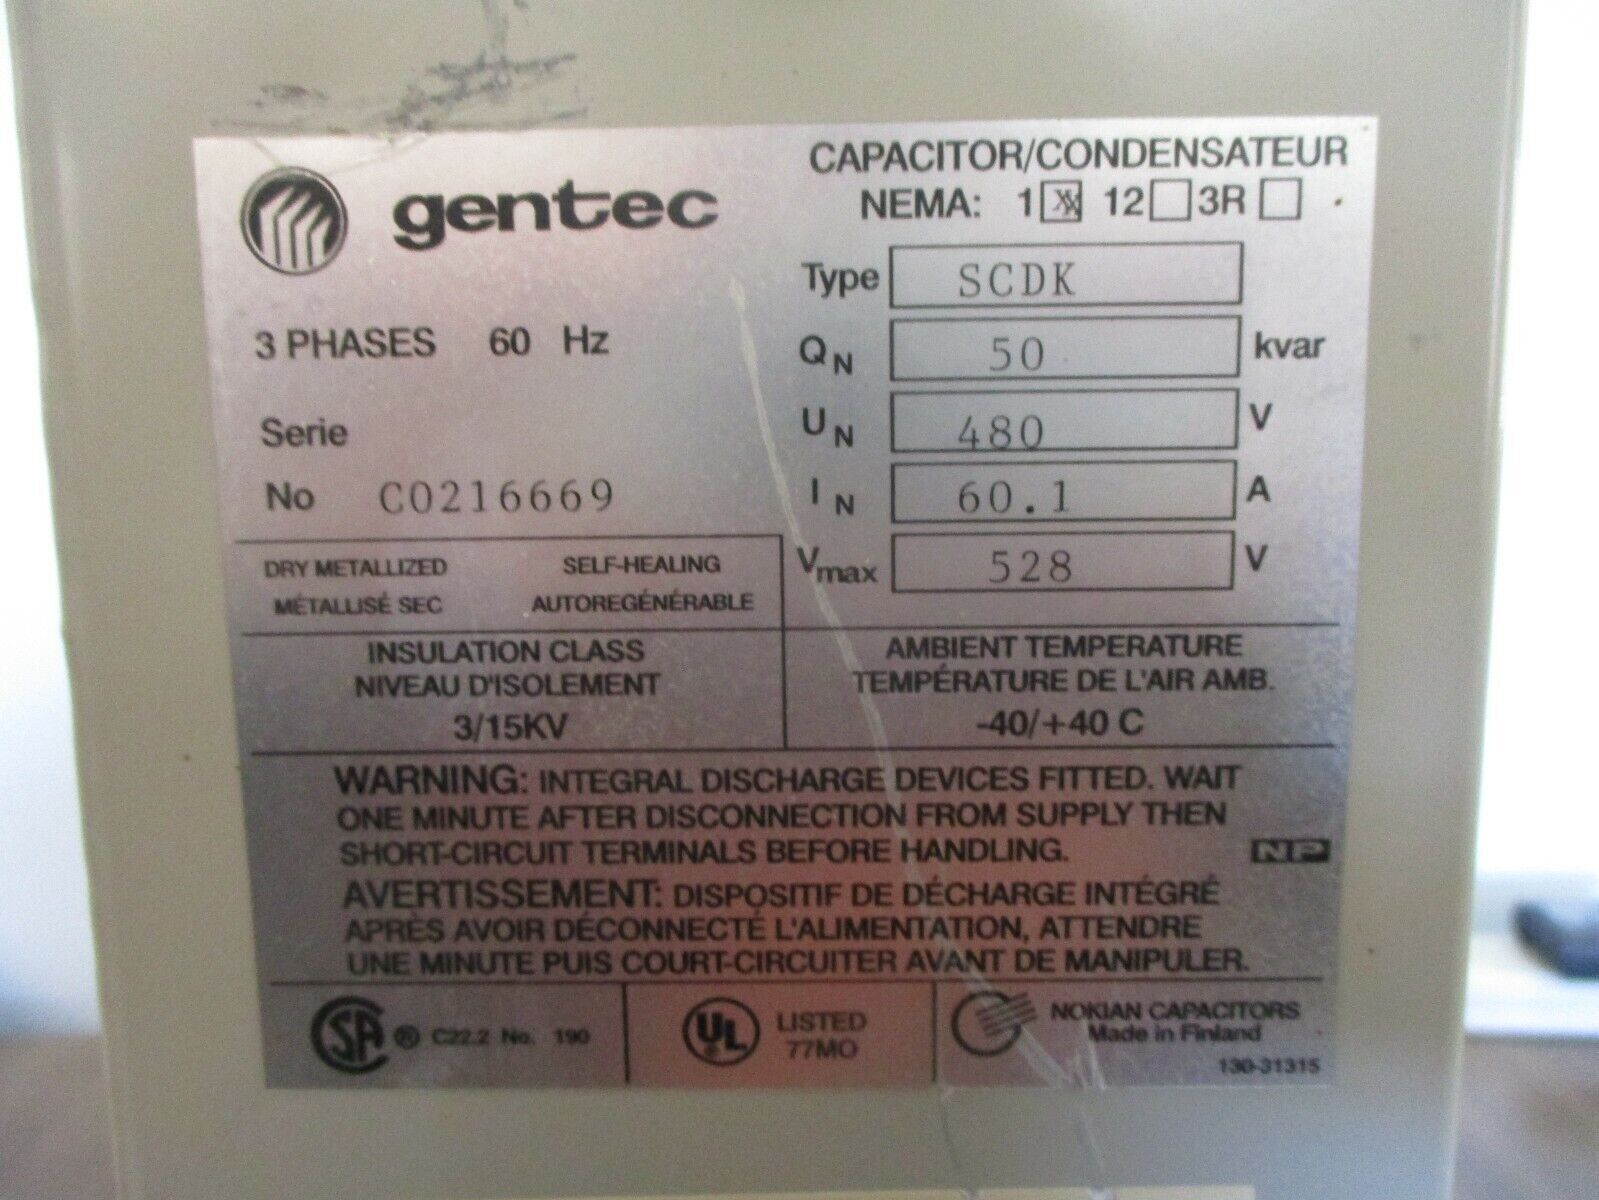 gentec
CAPACITOR/CONDENSATEUR
NEMA: 1 XX 12 3R
Type SCDK
3 PHASES 60 Hz
QN 50 kvar
Serie
UN 480 V
No C0216669
IN 60.1 A
Vmax 528 V
DRY METALLIZED SELF-HEALING
MÉTALLISÉ SEC AUTOREGÉNÉRABLE
INSULATION CLASS
NIVEAU D'ISOLEMENT
3/15KV
AMBIENT TEMPERATURE
TEMPÉRATURE DE L'AIR AMB.
-40/+40 C
WARNING: INTEGRAL DISCHARGE DEVICES FITTED. WAIT
ONE MINUTE AFTER DISCONNECTION FROM SUPPLY THEN
SHORT-CIRCUIT TERMINALS BEFORE HANDLING.
NP
AVERTISSEMENT: DISPOSITIF DE DÉCHARGE INTÉGRÉ
APRÈS AVOIR DÉCONNECTÉ L'ALIMENTATION, ATTENDRE
UNE MINUTE PUIS COURT-CIRCUITER AVANT DE MANIPULER.
SA ® C22.2 No. 190
UL ® LISTED
77MO
NOKIAN CAPACITORS
Made in Finland
130-31315